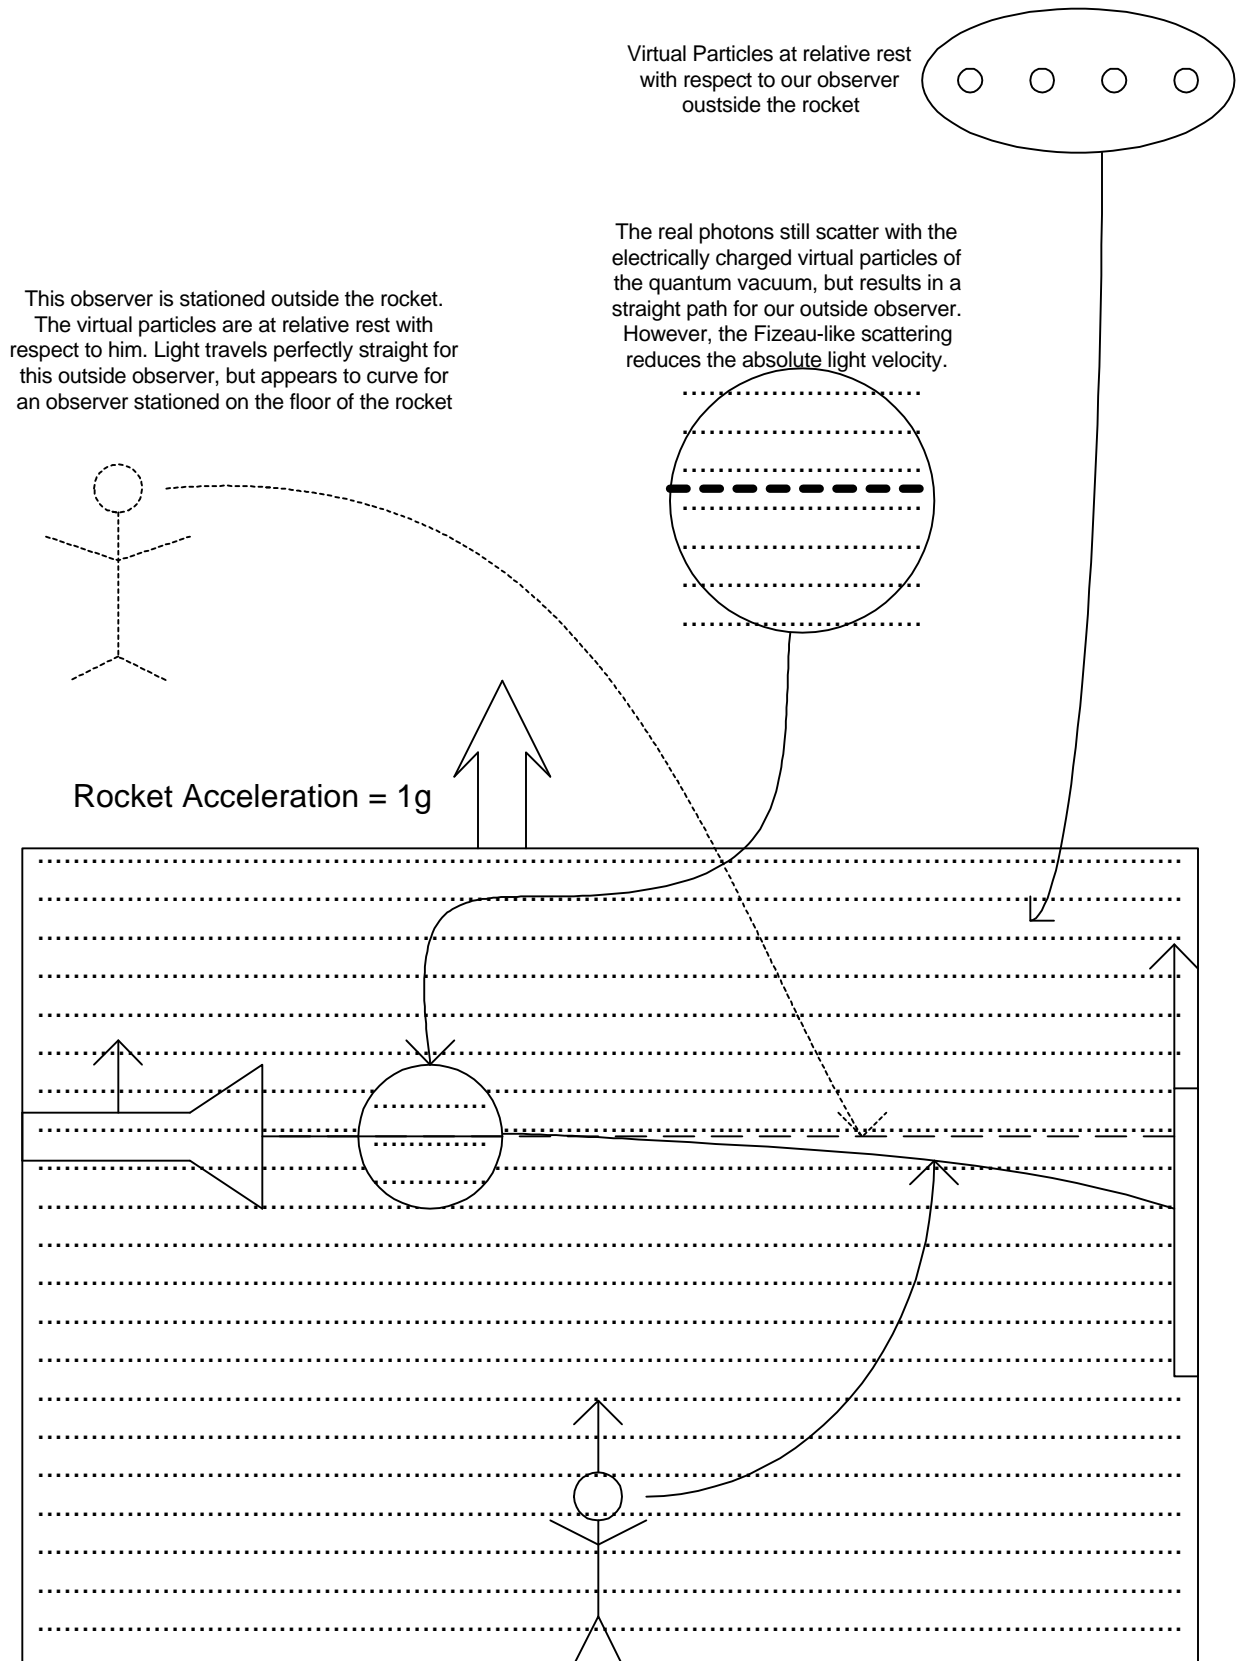 Virtual Particles at relative rest
with respect to our observer
oustside the rocket
The real photons still scatter with the
electrically charged virtual particles of
the quantum vacuum, but results in a
straight path for our outside observer.
However, the Fizeau-like scattering
reduces the absolute light velocity.
This observer is stationed outside the rocket.
The virtual particles are at relative rest with
respect to him. Light travels perfectly straight for
this outside observer, but appears to curve for
an observer stationed on the floor of the rocket
Rocket Acceleration = 1g